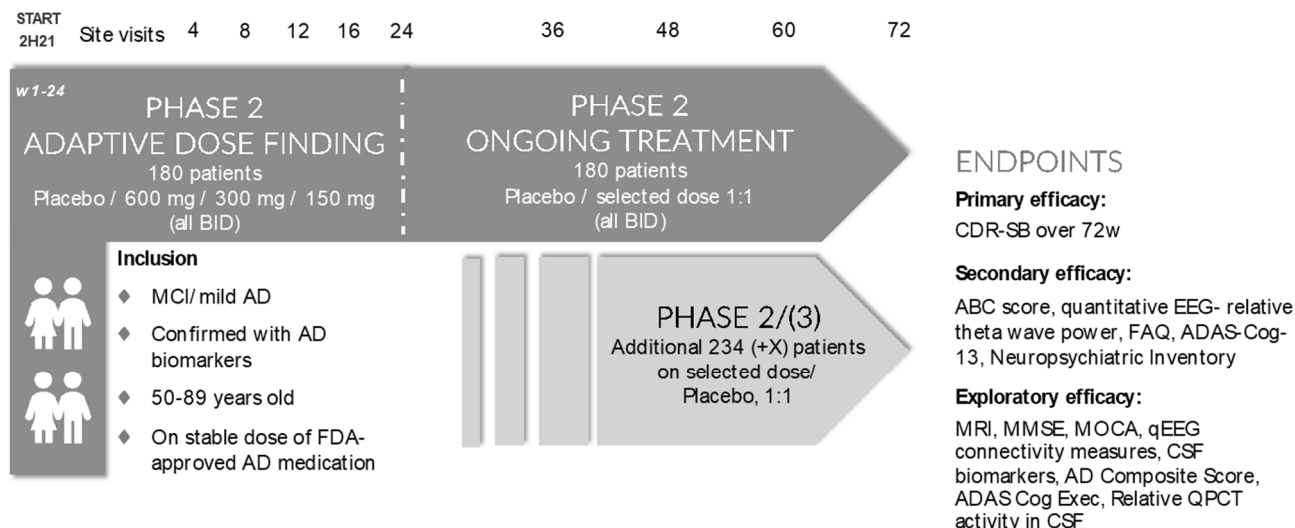 START
2H21
Site visits 4 8 12 16 24 36 48 60 72
w 1-24
PHASE 2
ADAPTIVE DOSE FINDING
180 patients
Placebo / 600 mg / 300 mg / 150 mg
(all BID)
PHASE 2
ONGOING TREATMENT
180 patients
Placebo / selected dose 1:1
(all BID)
Inclusion
MCI/mild AD
Confirmed with AD
biomarkers
50-89 years old
On stable dose of FDA-
approved AD medication
PHASE 2/(3)
Additional 234 (+X) patients
on selected dose/
Placebo, 1:1
ENDPOINTS
Primary efficacy:
CDR-SB over 72w
Secondary efficacy:
ABC score, quantitative EEG- relative
theta wave power, FAQ, ADAS-Cog-
13, Neuropsychiatric Inventory
Exploratory efficacy:
MRI, MMSE, MOCA, qEEG
connectivity measures, CSF
biomarkers, AD Composite Score,
ADAS Cog Exec, Relative QPCT
activity in CSF